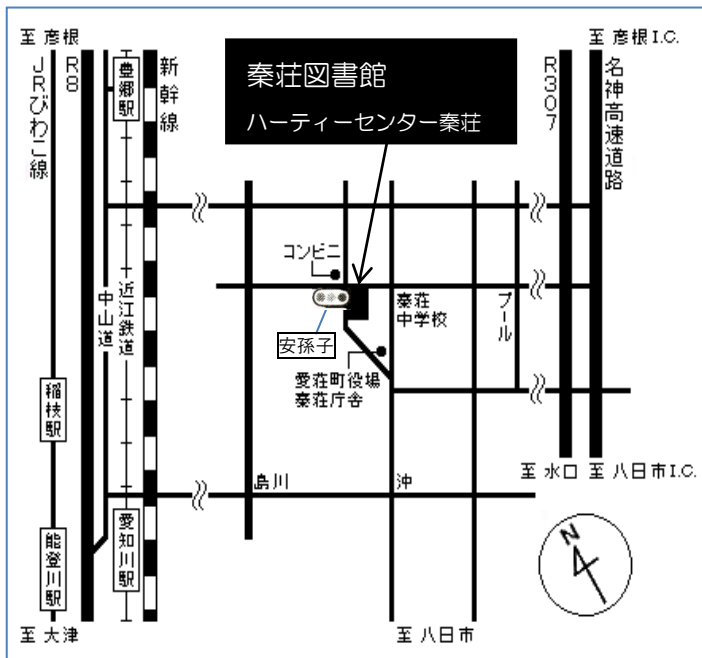 至 彦根
JRびわこ線
R8
豊郷駅
新幹線
秦荘図書館
ハーティーセンター秦荘
R307
至 彦根I.C.
名神高速道路
コンビニ
安孫子
秦荘
中学校
プール
愛荘町役場
秦荘庁舎
中山道
近江鉄道
稲枝駅
能登川駅
愛知川駅
島川
沖
至 水口
至 八日市I.C.
N
至 大津
至 八日市